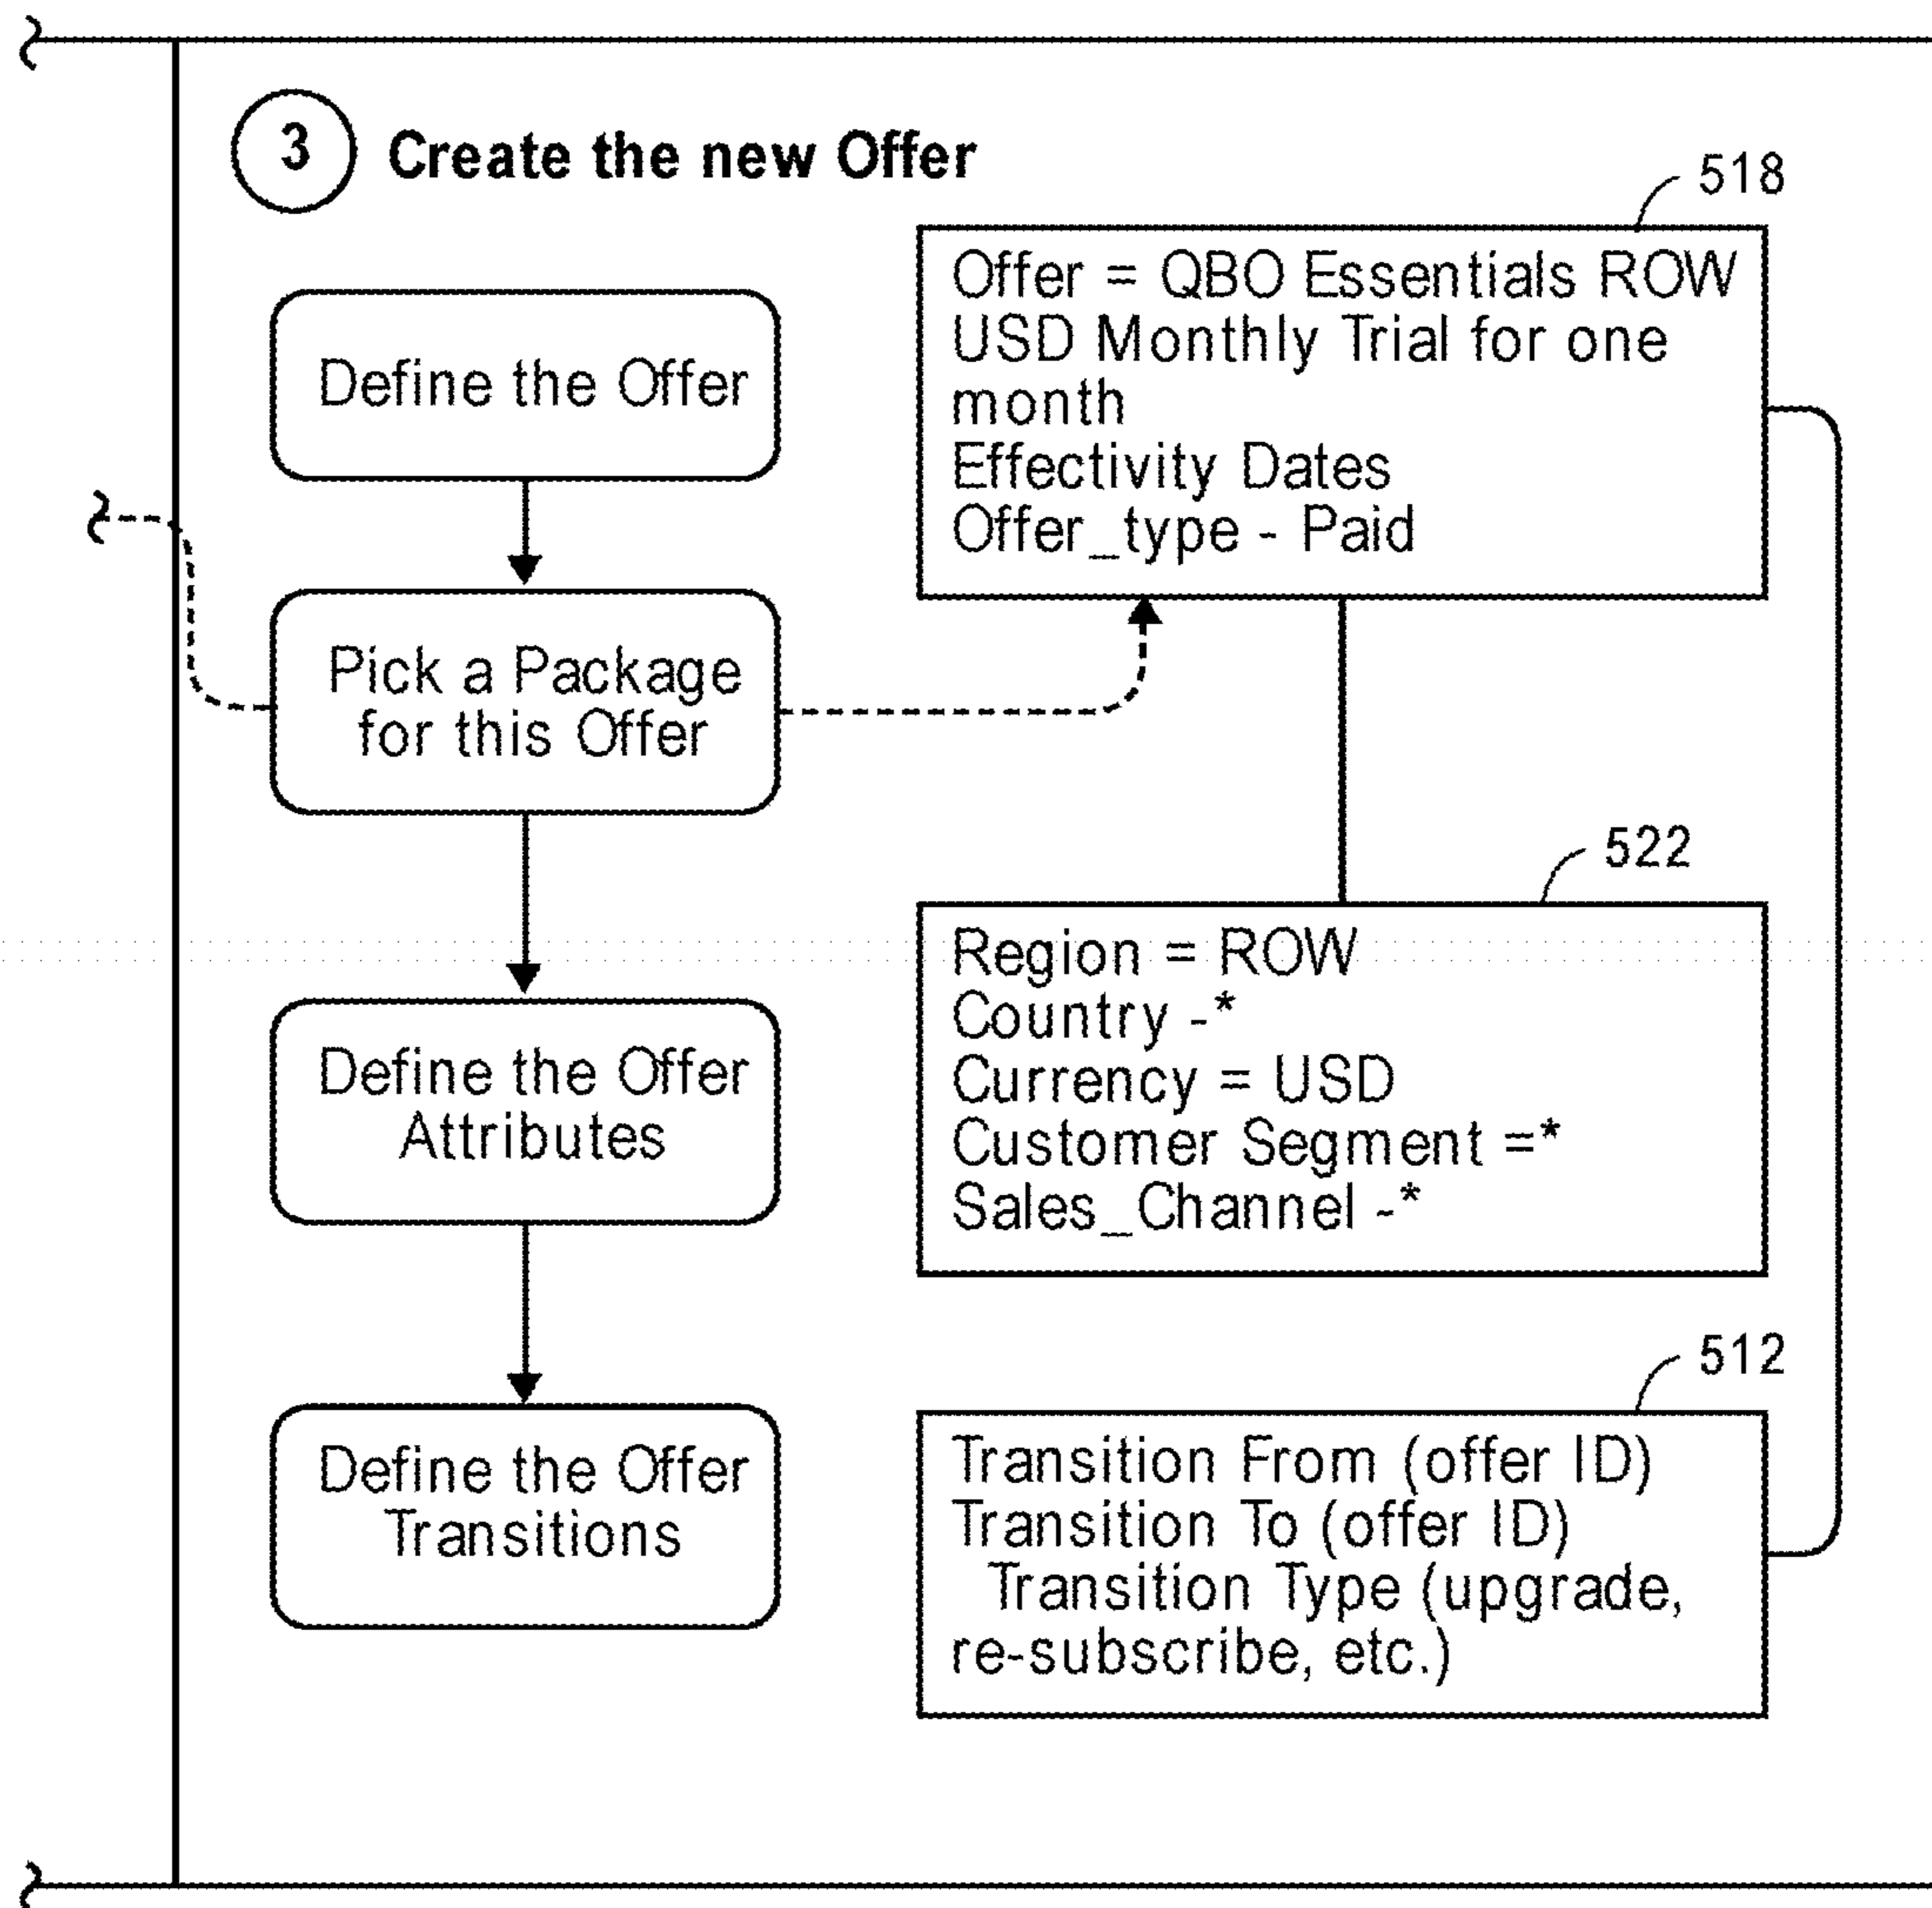 3 Create the new Offer
Define the Offer
Pick a Package
for this Offer
Define the Offer
Attributes
Define the Offer
Transitions
518
Offer = QBO Essentials ROW
USD Monthly Trial for one
month
Effectivity Dates
Offer_type - Paid
522
Region = ROW
Country -*
Currency = USD
Customer Segment =*
Sales_Channel -*
512
Transition From (offer ID)
Transition To (offer ID)
Transition Type (upgrade,
re-subscribe, etc.)